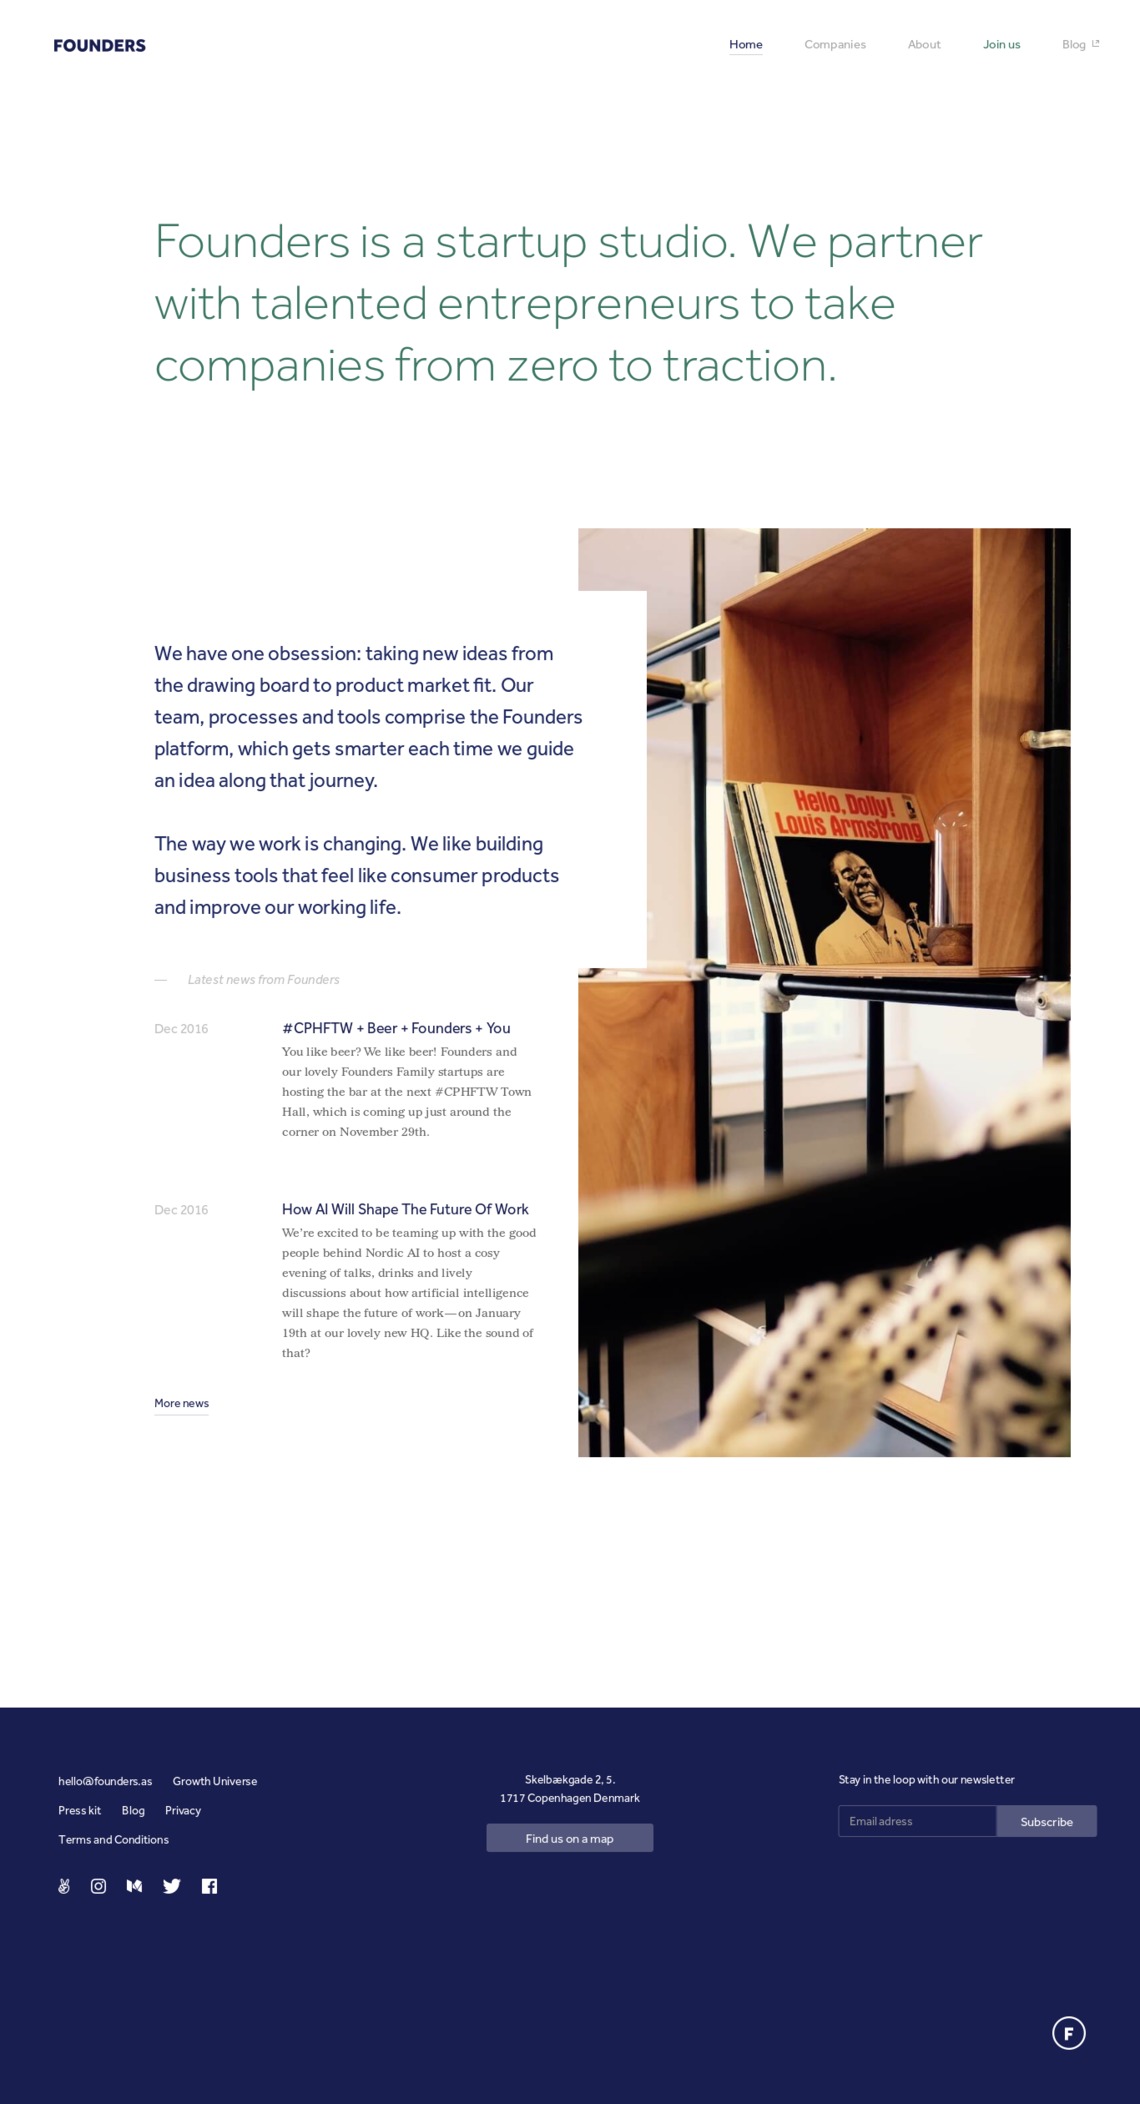 FOUNDERS
Home Companies About Join us Blog
Founders is a startup studio. We partner
with talented entrepreneurs to take
companies from zero to traction.
We have one obsession: taking new ideas from
the drawing board to product market fit. Our
team, processes and tools comprise the Founders
platform, which gets smarter each time we guide
an idea along that journey.
The way we work is changing. We like building
business tools that feel like consumer products
and improve our working life.
Hello, Dolly!
Louis Armstrong
— Latest news from Founders
Dec 2016
#CPHFTW + Beer + Founders + You
You like beer? We like beer! Founders and
our lovely Founders Family startups are
hosting the bar at the next #CPHFTW Town
Hall, which is coming up just around the
corner on November 29th.
Dec 2016
How AI Will Shape The Future Of Work
We're excited to be teaming up with the good
people behind Nordic AI to host a cosy
evening of talks, drinks and lively
discussions about how artificial intelligence
will shape the future of work—on January
19th at our lovely new HQ. Like the sound of
that?
More news
hello@founders.as Growth Universe
Press kit Blog Privacy
Terms and Conditions
Skelbækgade 2, 5.
1717 Copenhagen Denmark
Find us on a map
Stay in the loop with our newsletter
Email adress Subscribe
F